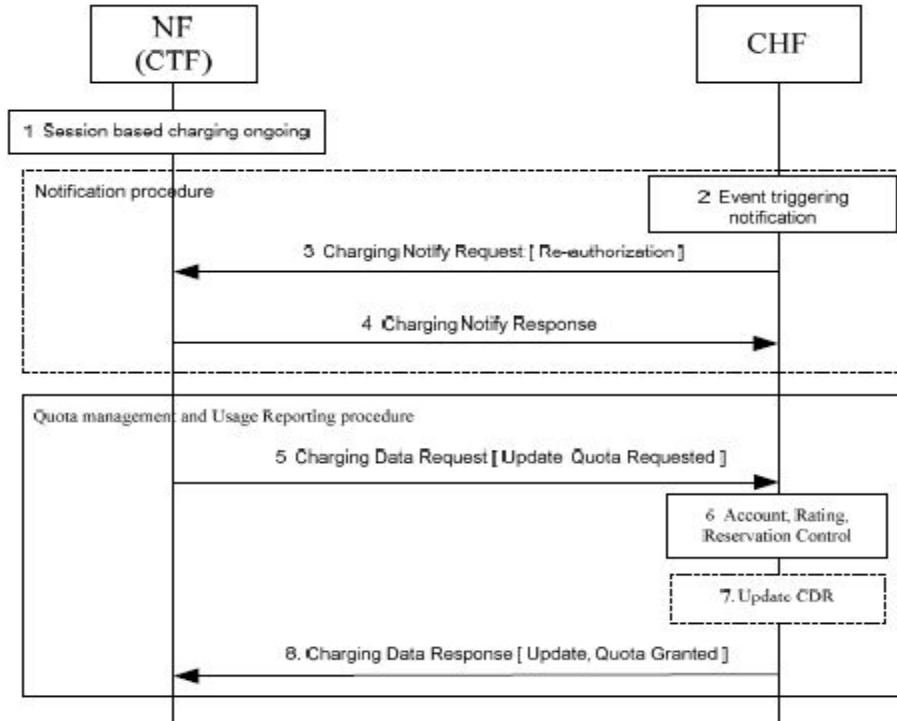 NF
(CTF)
CHF
1 Session based charging ongoing
Notification procedure
2 Event triggering
notification
3 Charging Notify Request [ Re-authorization ]
4 Charging Notify Response
Quota management and Usage Reporting procedure
5 Charging Data Request [ Update Quota Requested ]
6 Account, Rating,
Reservation Control
7. Update CDR
8. Charging Data Response [ Update, Quota Granted ]